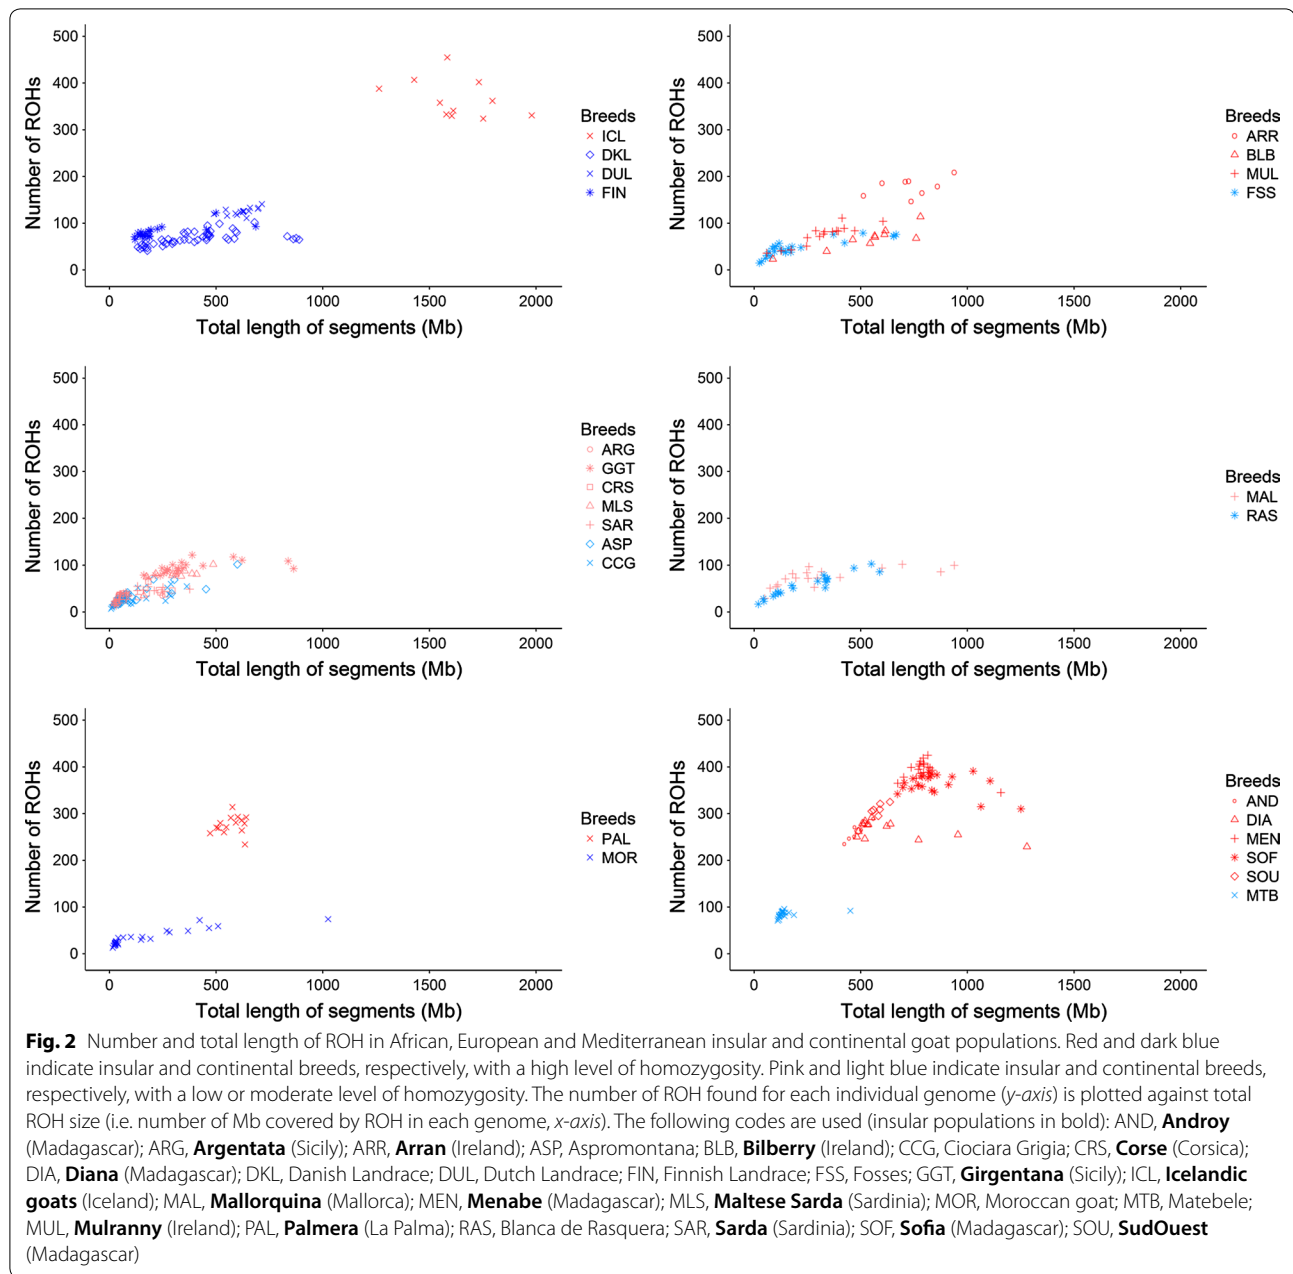 500
400
300
200
100
0
Number of ROHs
0 500 1000 1500 2000
Total length of segments (Mb)
Breeds
ICL
DKL
DUL
FIN
500
400
300
200
100
0
Number of ROHs
0 500 1000 1500 2000
Total length of segments (Mb)
Breeds
ARR
BLB
MUL
FSS
500
400
300
200
100
0
Number of ROHs
0 500 1000 1500 2000
Total length of segments (Mb)
Breeds
ARG
GGT
CRS
MLS
SAR
ASP
CCG
500
400
300
200
100
0
Number of ROHs
0 500 1000 1500 2000
Total length of segments (Mb)
Breeds
MAL
RAS
500
400
300
200
100
0
Number of ROHs
0 500 1000 1500 2000
Total length of segments (Mb)
Breeds
PAL
MOR
500
400
300
200
100
0
Number of ROHs
0 500 1000 1500 2000
Total length of segments (Mb)
Breeds
AND
DIA
MEN
SOF
SOU
MTB
Fig. 2 Number and total length of ROH in African, European and Mediterranean insular and continental goat populations. Red and dark blue
indicate insular and continental breeds, respectively, with a high level of homozygosity. Pink and light blue indicate insular and continental breeds,
respectively, with a low or moderate level of homozygosity. The number of ROH found for each individual genome (y-axis) is plotted against total
ROH size (i.e. number of Mb covered by ROH in each genome, x-axis). The following codes are used (insular populations in bold): AND, Androy
(Madagascar); ARG, Argentata (Sicily); ARR, Arran (Ireland); ASP, Aspromontana; BLB, Bilberry (Ireland); CCG, Ciociara Grigia; CRS, Corse (Corsica);
DIA, Diana (Madagascar); DKL, Danish Landrace; DUL, Dutch Landrace; FIN, Finnish Landrace; FSS, Fosses; GGT, Girgentana (Sicily); ICL, Icelandic
goats (Iceland); MAL, Mallorquina (Mallorca); MEN, Menabe (Madagascar); MLS, Maltese Sarda (Sardinia); MOR, Moroccan goat; MTB, Matebele;
MUL, Mulranny (Ireland); PAL, Palmera (La Palma); RAS, Blanca de Rasquera; SAR, Sarda (Sardinia); SOF, Sofia (Madagascar); SOU, SudOuest
(Madagascar)